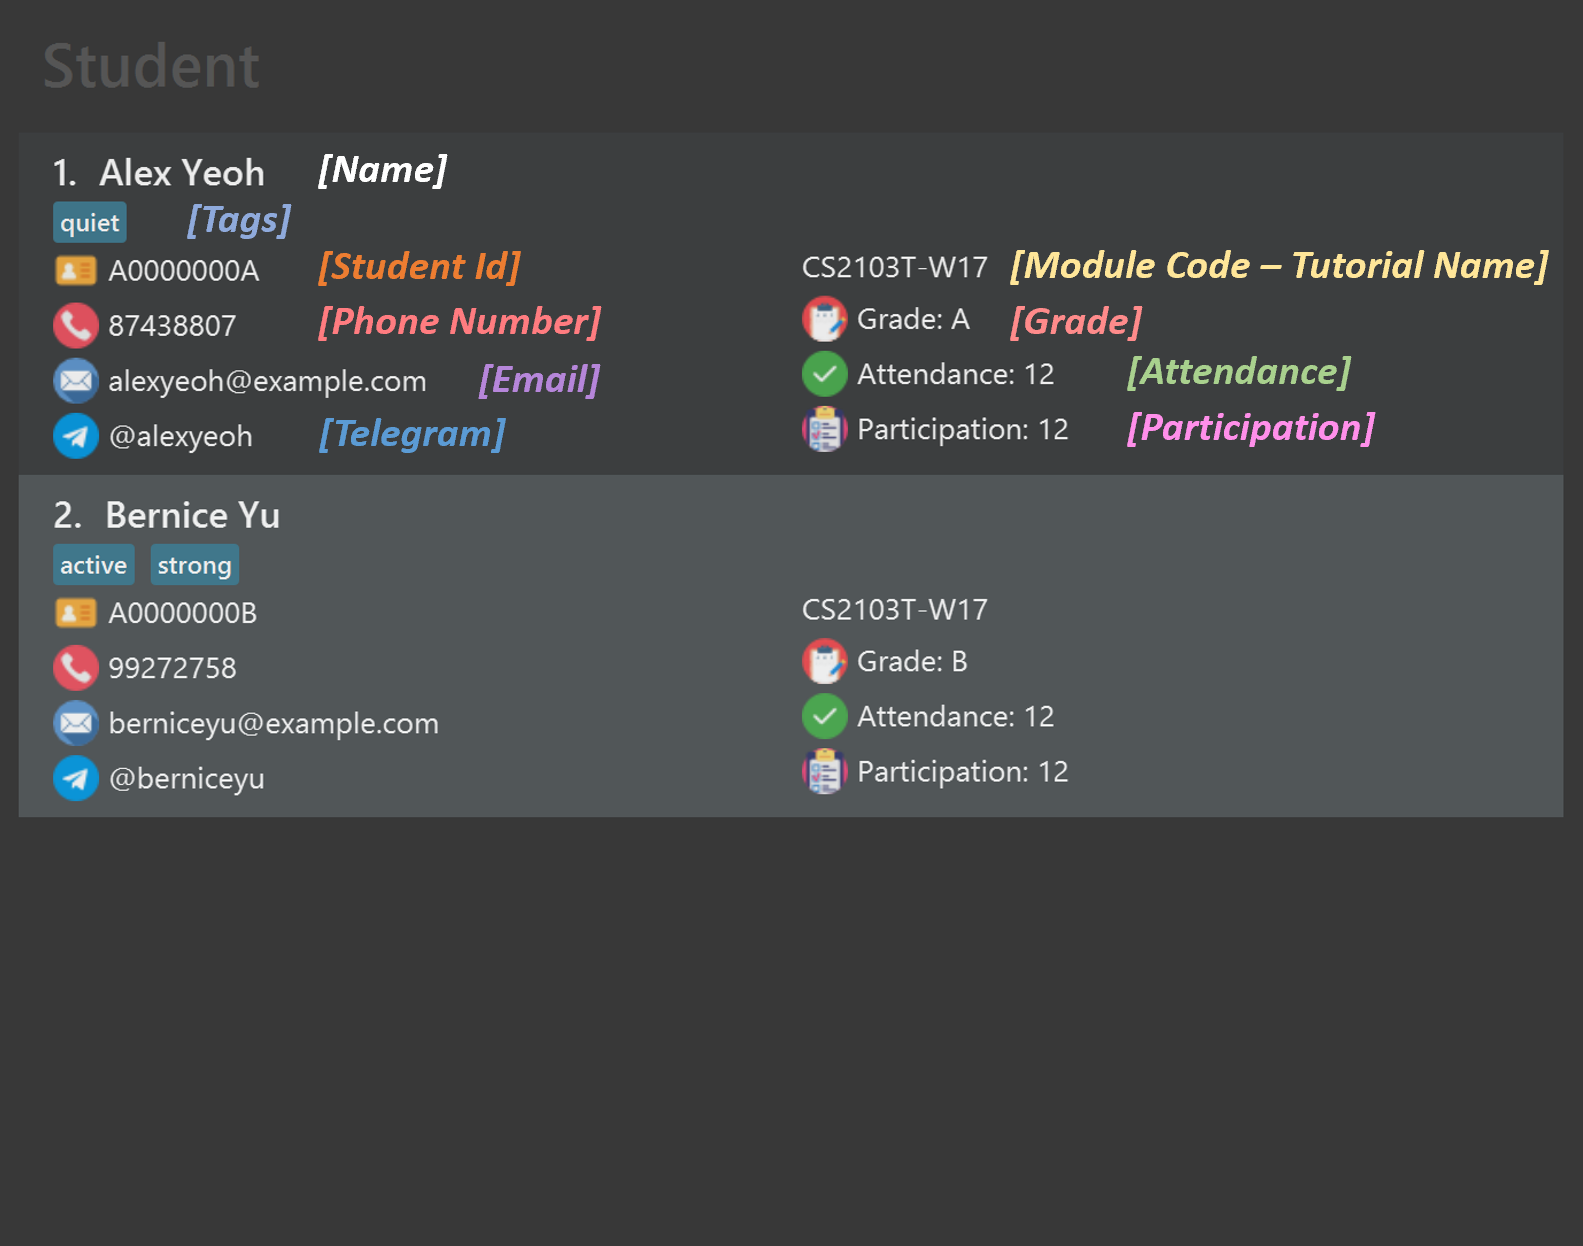 Student
1. Alex Yeoh [Name]
quiet [Tags]
A0000000A [Student Id]
87438807 [Phone Number]
alexyeoh@example.com [Email]
@alexyeoh [Telegram]
CS2103T-W17 [Module Code – Tutorial Name]
Grade: A [Grade]
Attendance: 12 [Attendance]
Participation: 12 [Participation]
2. Bernice Yu
active strong
A0000000B
99272758
berniceyu@example.com
@berniceyu
CS2103T-W17
Grade: B
Attendance: 12
Participation: 12